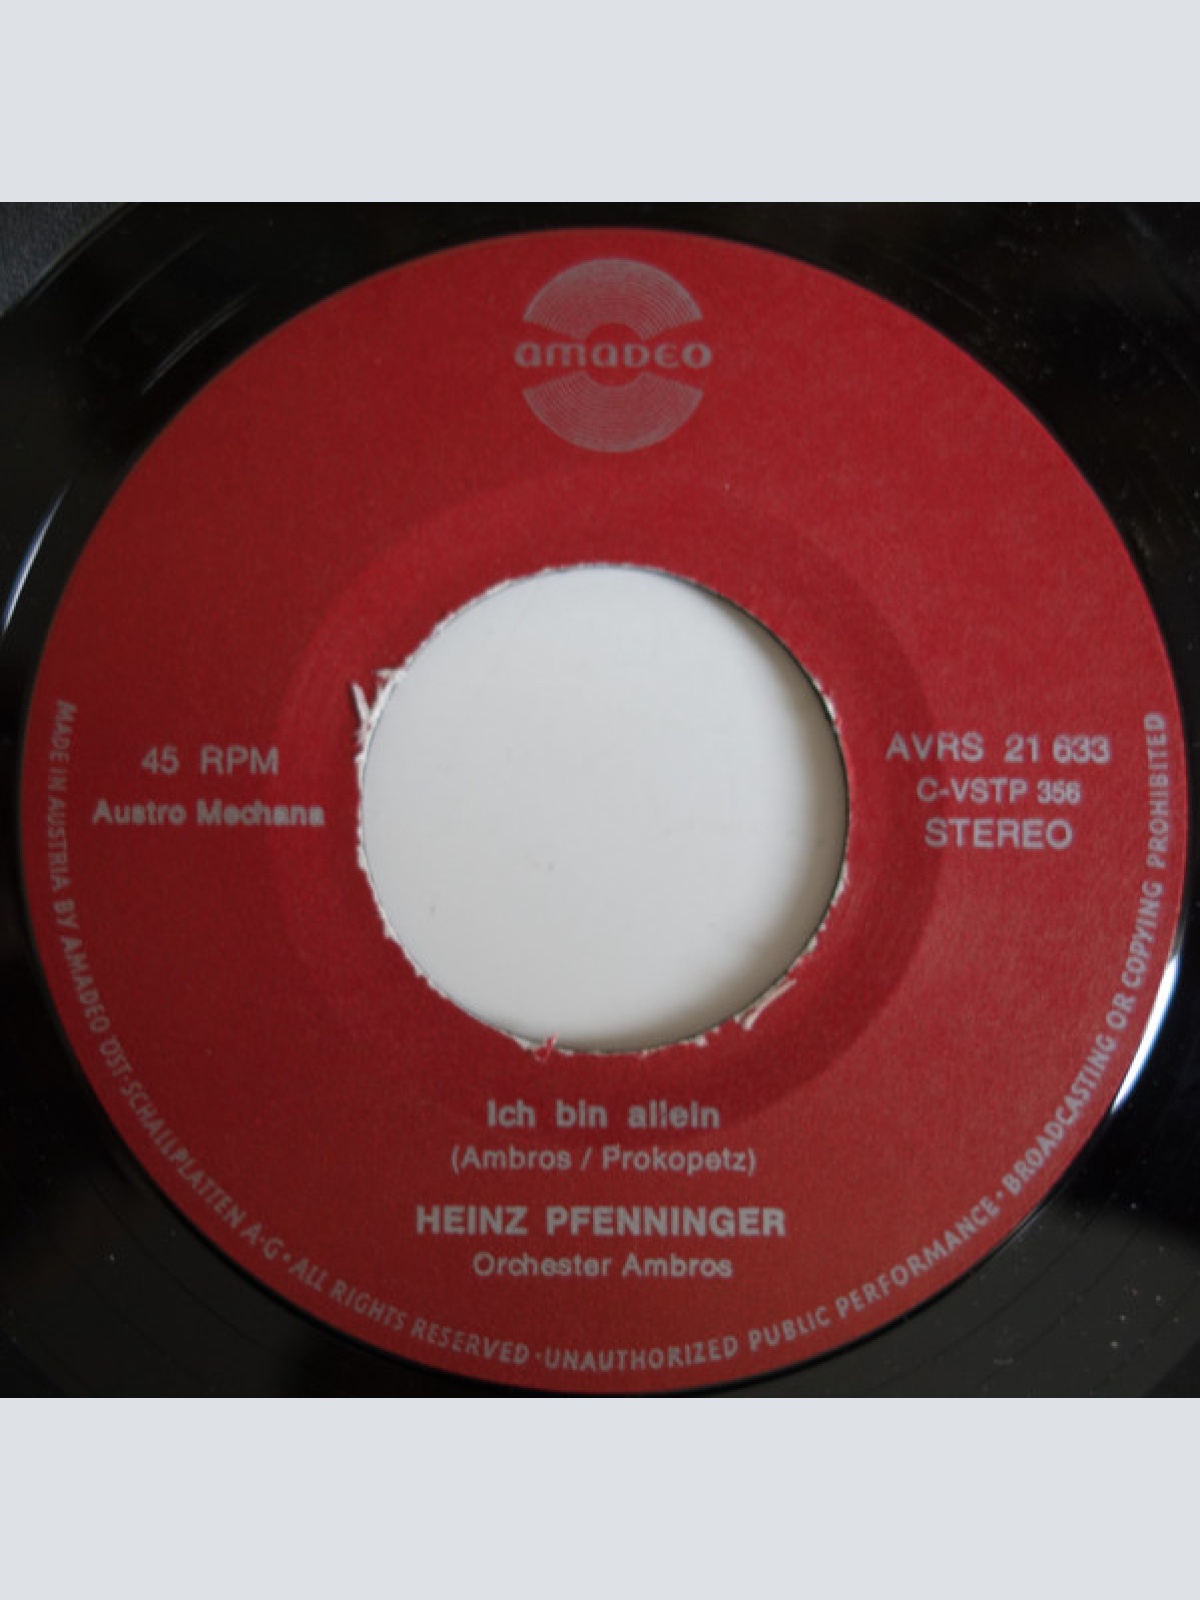 amadeo
45 RPM
Austro Mechana
AVRS 21 633
C-VSTP 356
STEREO
Ich bin allein
(Ambros / Prokopetz)
HEINZ PFENNINGER
Orchester Ambros
MADE IN AUSTRIA BY AMADEO ÖST. SCHALLPLATTEN A·G · ALL RIGHTS RESERVED · UNAUTHORIZED PUBLIC PERFORMANCE · BROADCASTING OR COPYING PROHIBITED